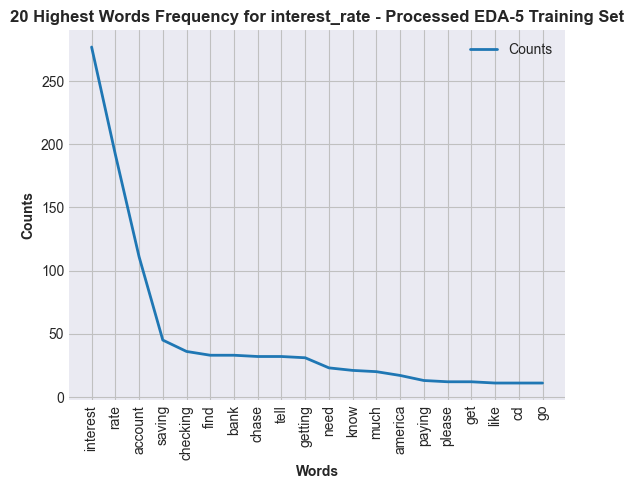 20 Highest Words Frequency for interest_rate - Processed EDA-5 Training Set
Counts
250
200
150
100
50
0
Counts
interest
rate
account
saving
checking
find
bank
chase
tell
getting
need
know
much
america
paying
please
get
like
cd
go
Words